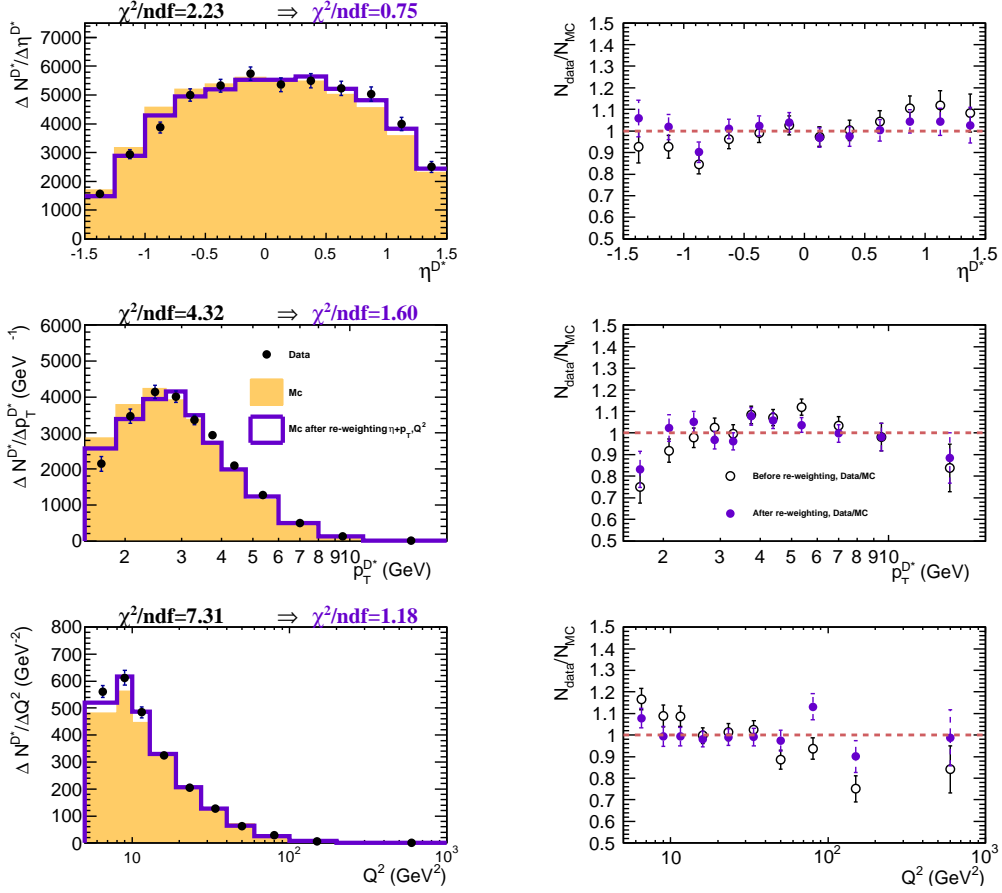 χ²/ndf=2.23 ⇒ χ²/ndf=0.75
Δ N^D*/Δη^D*
7000
6000
5000
4000
3000
2000
1000
0
-1.5 -1 -0.5 0 0.5 1 1.5
η^D*
N_data/N_MC
1.5
1.4
1.3
1.2
1.1
1
0.9
0.8
0.7
0.6
0.5
-1.5 -1 -0.5 0 0.5 1 1.5
η^D*
χ²/ndf=4.32 ⇒ χ²/ndf=1.60
Δ N^D*/Δp_T^D* (GeV⁻¹)
6000
5000
4000
3000
2000
1000
0
Data
Mc
Mc after re-weighting η+p_T,Q²
2 3 4 5 6 7 8 910
p_T^D* (GeV)
N_data/N_MC
1.5
1.4
1.3
1.2
1.1
1
0.9
0.8
0.7
0.6
0.5
Before re-weighting, Data/MC
After re-weighting, Data/MC
2 3 4 5 6 7 8 910
p_T^D* (GeV)
χ²/ndf=7.31 ⇒ χ²/ndf=1.18
Δ N^D*/ΔQ² (GeV⁻²)
800
700
600
500
400
300
200
100
0
10 10² 10³
Q² (GeV²)
N_data/N_MC
1.5
1.4
1.3
1.2
1.1
1
0.9
0.8
0.7
0.6
0.5
10 10² 10³
Q² (GeV²)